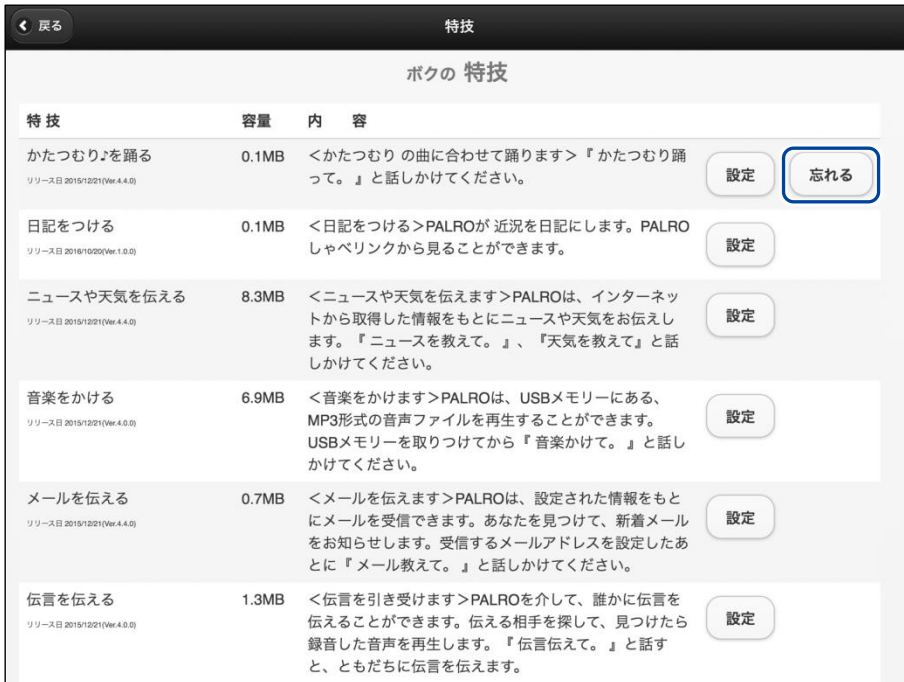 戻る
特技
ボクの 特技
特 技 容量 内 容
かたつむり♪を踊る 0.1MB ＜かたつむり の曲に合わせて踊ります＞『 かたつむり踊
リリース日 2015/12/21(Ver.4.4.0) って。 』と話しかけてください。 設定 忘れる
日記をつける 0.1MB ＜日記をつける＞PALROが 近況を日記にします。PALRO
リリース日 2016/10/20(Ver.1.0.0) しゃべリンクから見ることができます。 設定
ニュースや天気を伝える 8.3MB ＜ニュースや天気を伝えます＞PALROは、インターネッ
リリース日 2015/12/21(Ver.4.4.0) トから取得した情報をもとにニュースや天気をお伝えし 設定
ます。『 ニュースを教えて。 』、『天気を教えて』と話
しかけてください。
音楽をかける 6.9MB ＜音楽をかけます＞PALROは、USBメモリーにある、
リリース日 2015/12/21(Ver.4.0.0) MP3形式の音声ファイルを再生することができます。 設定
USBメモリーを取りつけてから『 音楽かけて。 』と話し
かけてください。
メールを伝える 0.7MB ＜メールを伝えます＞PALROは、設定された情報をもと
リリース日 2015/12/21(Ver.4.4.0) にメールを受信できます。あなたを見つけて、新着メール 設定
をお知らせします。受信するメールアドレスを設定したあ
とに『 メール教えて。 』と話しかけてください。
伝言を伝える 1.3MB ＜伝言を引き受けます＞PALROを介して、誰かに伝言を
リリース日 2015/12/21(Ver.4.0.0) 伝えることができます。伝える相手を探して、見つけたら 設定
録音した音声を再生します。『 伝言伝えて。 』と話す
と、ともだちに伝言を伝えます。